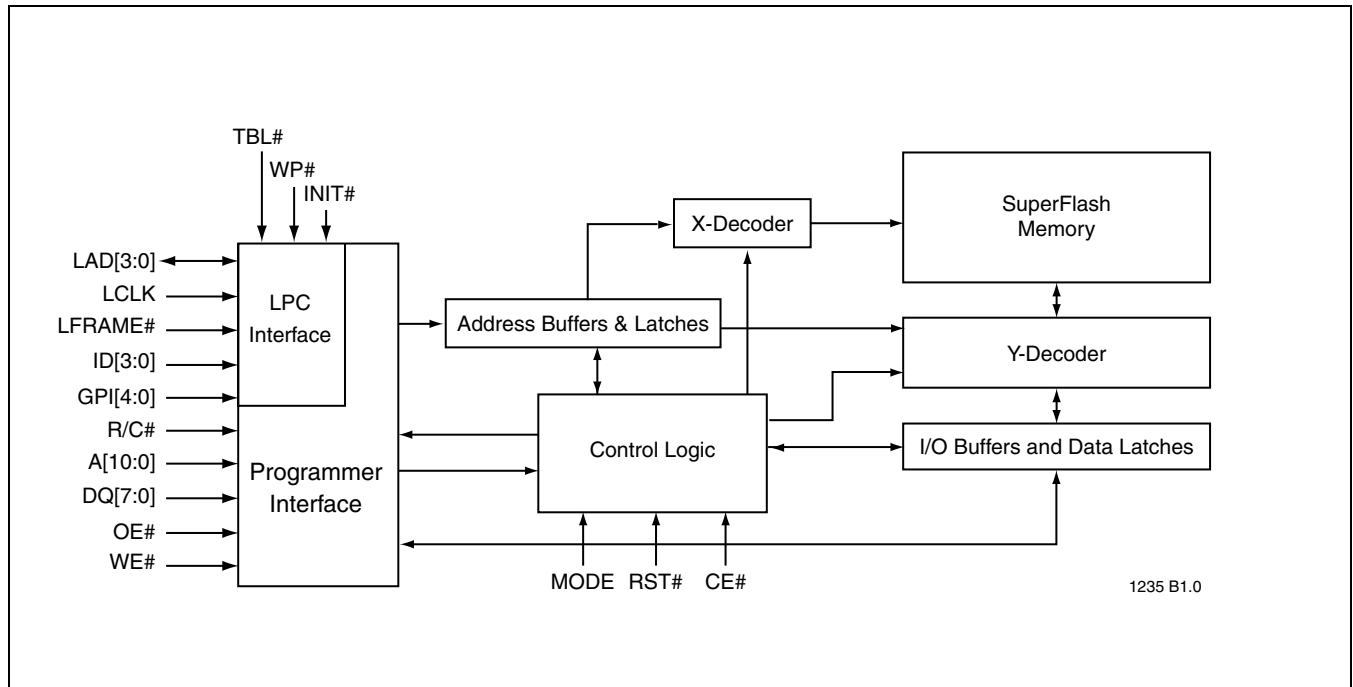 TBL#
WP#
INIT#
LAD[3:0]
LCLK
LFRAME#
ID[3:0]
GPI[4:0]
R/C#
A[10:0]
DQ[7:0]
OE#
WE#
LPC
Interface
Programmer
Interface
Address Buffers & Latches
X-Decoder
SuperFlash
Memory
Y-Decoder
Control Logic
I/O Buffers and Data Latches
MODE RST# CE#
1235 B1.0